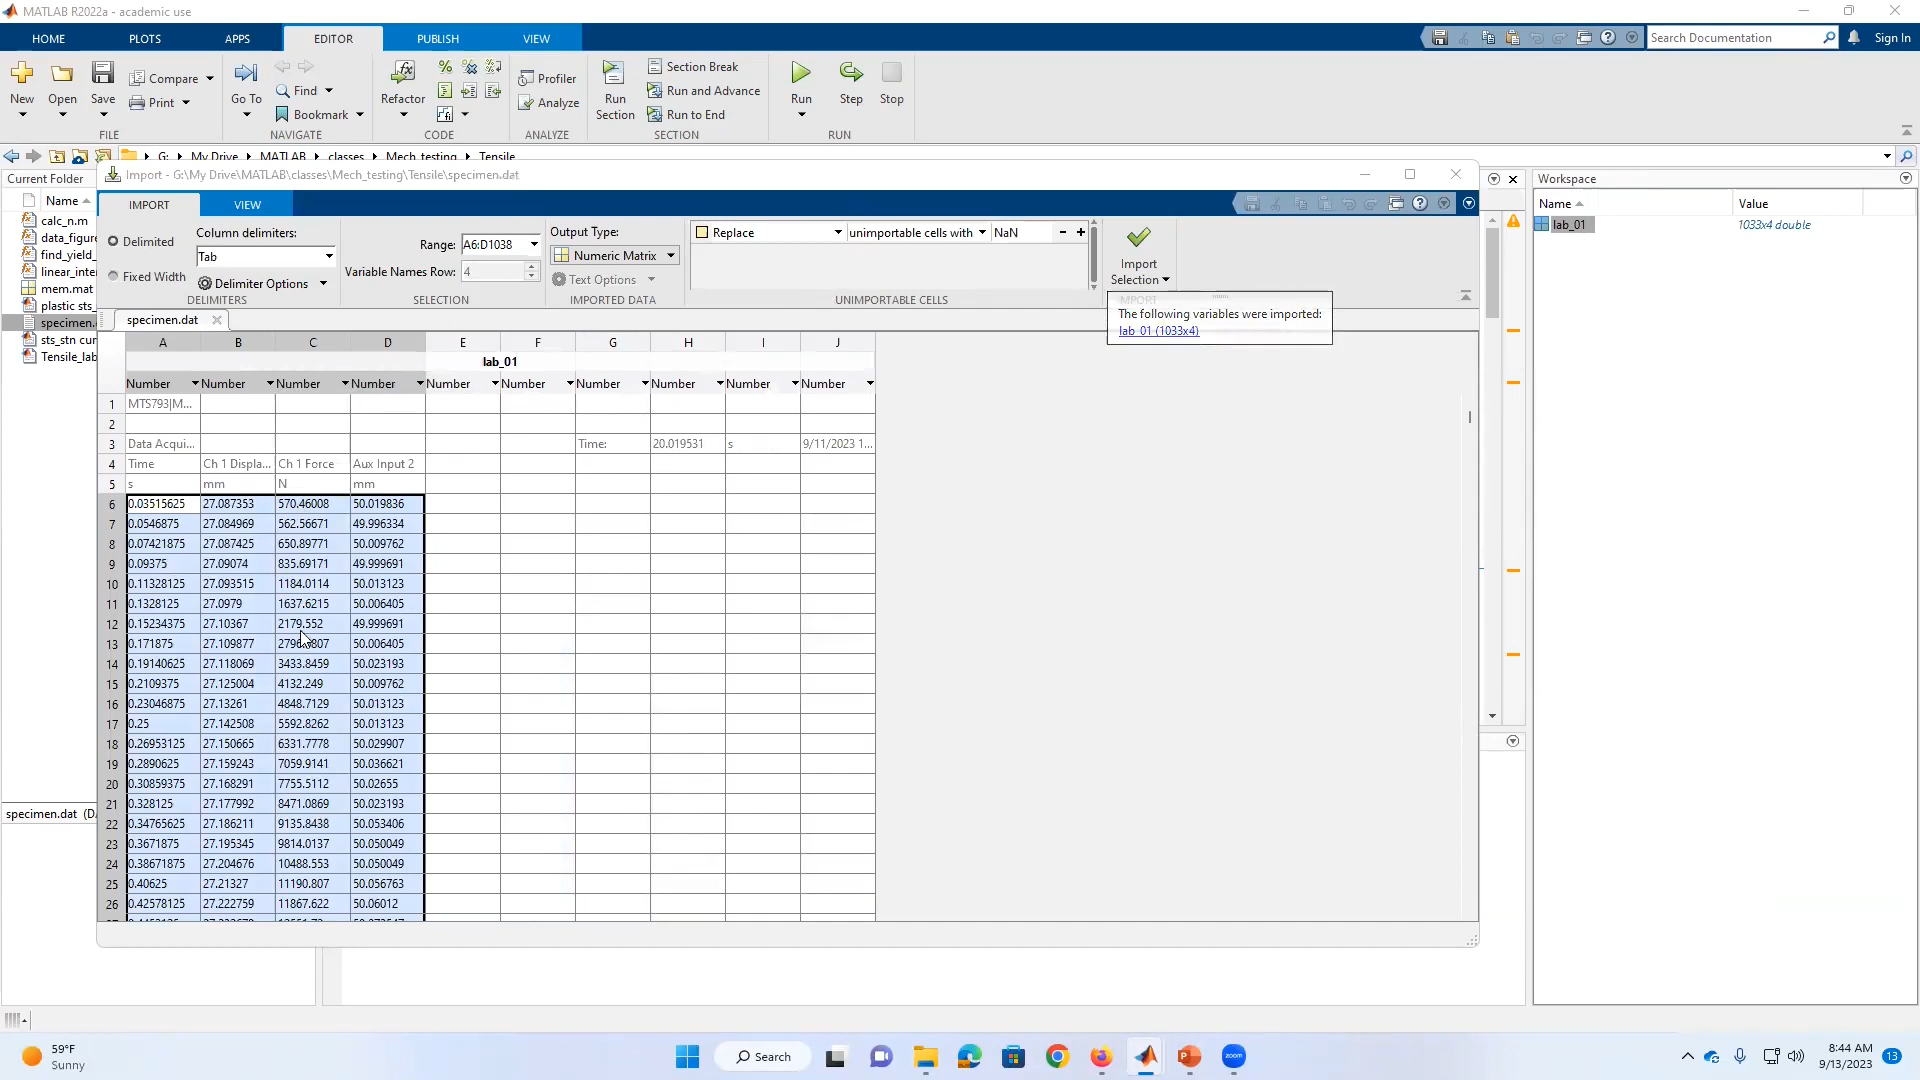 MATLAB R2022a - academic use
HOME PLOTS APPS EDITOR PUBLISH VIEW
Search Documentation
Sign In
New Open Save
Compare
Print
Go To
Find
Bookmark
Refactor
Profiler
Analyze
Run Section
Section Break
Run and Advance
Run to End
Run Step Stop
FILE NAVIGATE CODE ANALYZE SECTION RUN
G: My Drive MATLAB classes Mech_testing Tensile
Current Folder
Name
calc_n.m
data_figure
find_yield_
linear_inte
mem.mat
plastic sts_
specimen.
sts_stn cur
Tensile_lab
specimen.dat (D
Import - G:\My Drive\MATLAB\classes\Mech_testing\Tensile\specimen.dat
IMPORT VIEW
Delimited
Fixed Width
Column delimiters:
Tab
Delimiter Options
DELIMITERS
Range: A6:D1038
Variable Names Row: 4
SELECTION
Output Type:
Numeric Matrix
Text Options
IMPORTED DATA
Replace unimportable cells with NaN
UNIMPORTABLE CELLS
Import
Selection
IMPORT
The following variables were imported:
lab_01 (1033x4)
specimen.dat
A B C D E F G H I J
lab_01
Number Number Number Number Number Number Number Number Number Number
1 MTS793|M...
2
3 Data Acqui... Time: 20.019531 s 9/11/2023 1...
4 Time Ch 1 Displa... Ch 1 Force Aux Input 2
5 s mm N mm
6 0.03515625 27.087353 570.46008 50.019836
7 0.0546875 27.084969 562.56671 49.996334
8 0.07421875 27.087425 650.89771 50.009762
9 0.09375 27.09074 835.69171 49.999691
10 0.11328125 27.093515 1184.0114 50.013123
11 0.1328125 27.0979 1637.6215 50.006405
12 0.15234375 27.10367 2179.552 49.999691
13 0.171875 27.109877 50.006405
14 0.19140625 27.118069 3433.8459 50.023193
15 0.2109375 27.125004 4132.249 50.009762
16 0.23046875 27.13261 4848.7129 50.013123
17 0.25 27.142508 5592.8262 50.013123
18 0.26953125 27.150665 6331.7778 50.029907
19 0.2890625 27.159243 7059.9141 50.036621
20 0.30859375 27.168291 7755.5112 50.02655
21 0.328125 27.177992 8471.0869 50.023193
22 0.34765625 27.186211 9135.8438 50.053406
23 0.3671875 27.195345 9814.0137 50.050049
24 0.38671875 27.204676 10488.553 50.050049
25 0.40625 27.21327 11190.807 50.056763
26 0.42578125 27.222759 11867.622 50.06012
Workspace
Name Value
lab_01 1033x4 double
59°F
Sunny
Search
zoom
8:44 AM
9/13/2023
13